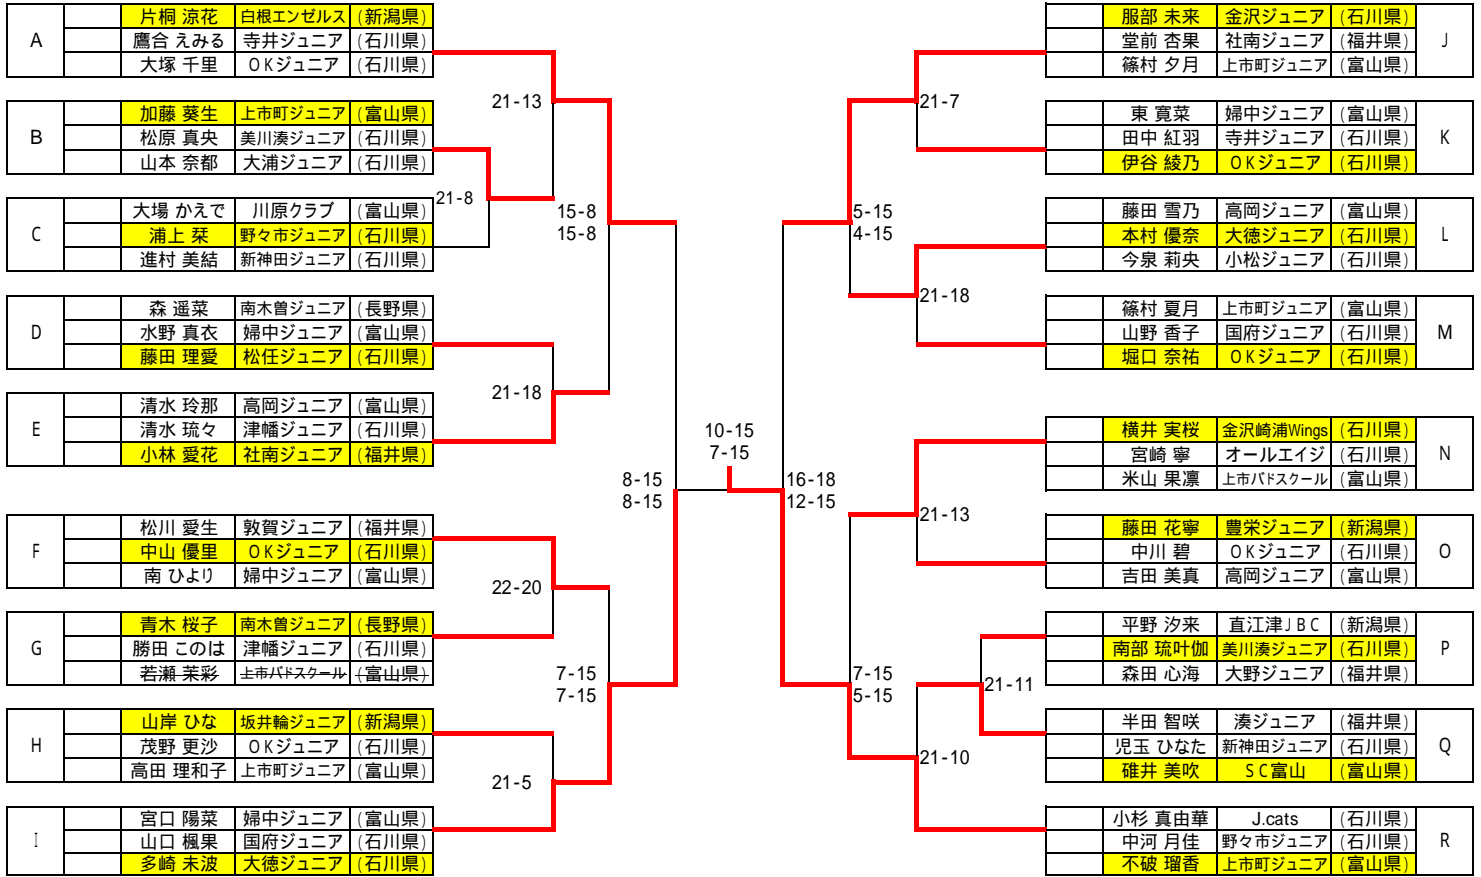 A
片桐 涼花 白根エンゼルス (新潟県)
鷹合 えみる 寺井ジュニア (石川県)
大塚 千里 OKジュニア (石川県)
B
加藤 葵生 上市町ジュニア (富山県)
松原 真央 美川湊ジュニア (石川県)
山本 奈都 大浦ジュニア (石川県)
C
大場 かえで 川原クラブ (富山県)
浦上 栞 野々市ジュニア (石川県)
進村 美結 新神田ジュニア (石川県)
D
森 遥菜 南木曽ジュニア (長野県)
水野 真衣 婦中ジュニア (富山県)
藤田 理愛 松任ジュニア (石川県)
E
清水 玲那 高岡ジュニア (富山県)
清水 琉々 津幡ジュニア (石川県)
小林 愛花 社南ジュニア (福井県)
F
松川 愛生 敦賀ジュニア (福井県)
中山 優里 OKジュニア (石川県)
南 ひより 婦中ジュニア (富山県)
G
青木 桜子 南木曽ジュニア (長野県)
勝田 このは 津幡ジュニア (石川県)
若瀬 茉彩 上市バドスクール (富山県)
H
山岸 ひな 坂井輪ジュニア (新潟県)
茂野 更沙 OKジュニア (石川県)
高田 理和子 上市町ジュニア (富山県)
I
宮口 陽菜 婦中ジュニア (富山県)
山口 楓果 国府ジュニア (石川県)
多崎 未波 大徳ジュニア (石川県)
21-13
21-8
15-8
15-8
21-18
8-15
8-15
22-20
7-15
7-15
21-5
10-15
7-15
16-18
12-15
21-7
5-15
4-15
21-18
21-13
7-15
5-15
21-11
21-10
服部 未来 金沢ジュニア (石川県)
堂前 杏果 社南ジュニア (福井県)
篠村 夕月 上市町ジュニア (富山県)
J
東 寛菜 婦中ジュニア (富山県)
田中 紅羽 寺井ジュニア (石川県)
伊谷 綾乃 OKジュニア (石川県)
K
藤田 雪乃 高岡ジュニア (富山県)
本村 優奈 大徳ジュニア (石川県)
今泉 莉央 小松ジュニア (石川県)
L
篠村 夏月 上市町ジュニア (富山県)
山野 香子 国府ジュニア (石川県)
堀口 奈祐 OKジュニア (石川県)
M
横井 実桜 金沢崎浦Wings (石川県)
宮崎 寧 オールエイジ (石川県)
米山 果凛 上市バドスクール (富山県)
N
藤田 花寧 豊栄ジュニア (新潟県)
中川 碧 OKジュニア (石川県)
吉田 美真 高岡ジュニア (富山県)
O
平野 汐来 直江津JBC (新潟県)
南部 琉叶伽 美川湊ジュニア (石川県)
森田 心海 大野ジュニア (福井県)
P
半田 智咲 湊ジュニア (福井県)
児玉 ひなた 新神田ジュニア (石川県)
碓井 美吹 SC富山 (富山県)
Q
小杉 真由華 J.cats (石川県)
中河 月佳 野々市ジュニア (石川県)
不破 瑠香 上市町ジュニア (富山県)
R